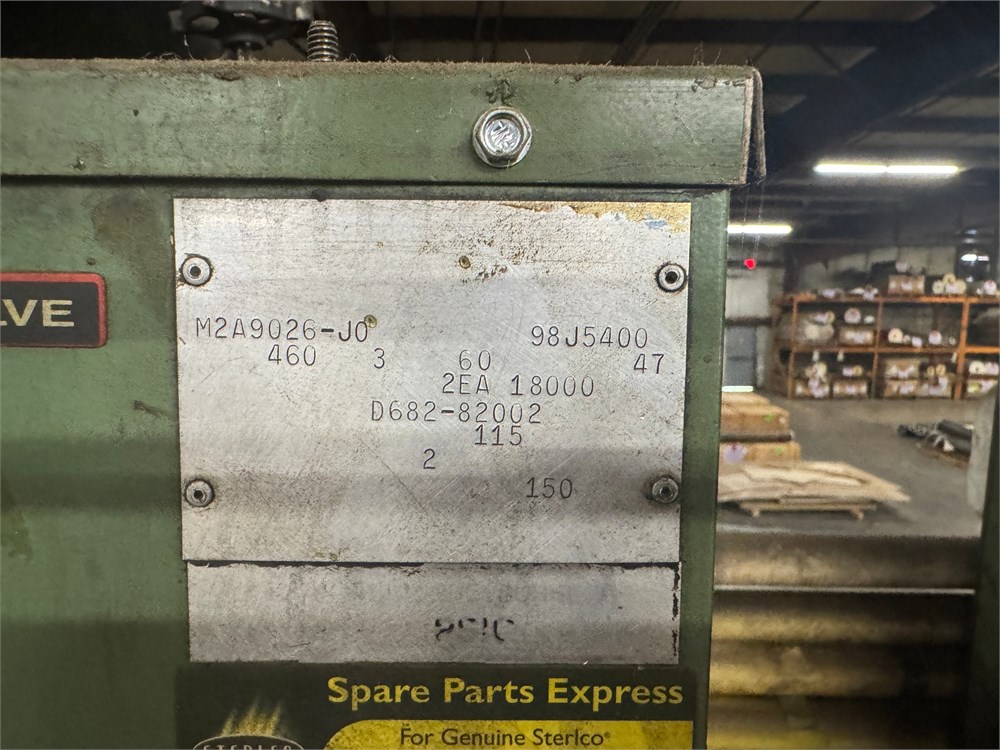 LVE
M2A9026-J0 98J5400
460 3 60 47
2EA 18000
D682-82002
115
2
150
Spare Parts Express
For Genuine Sterlco®